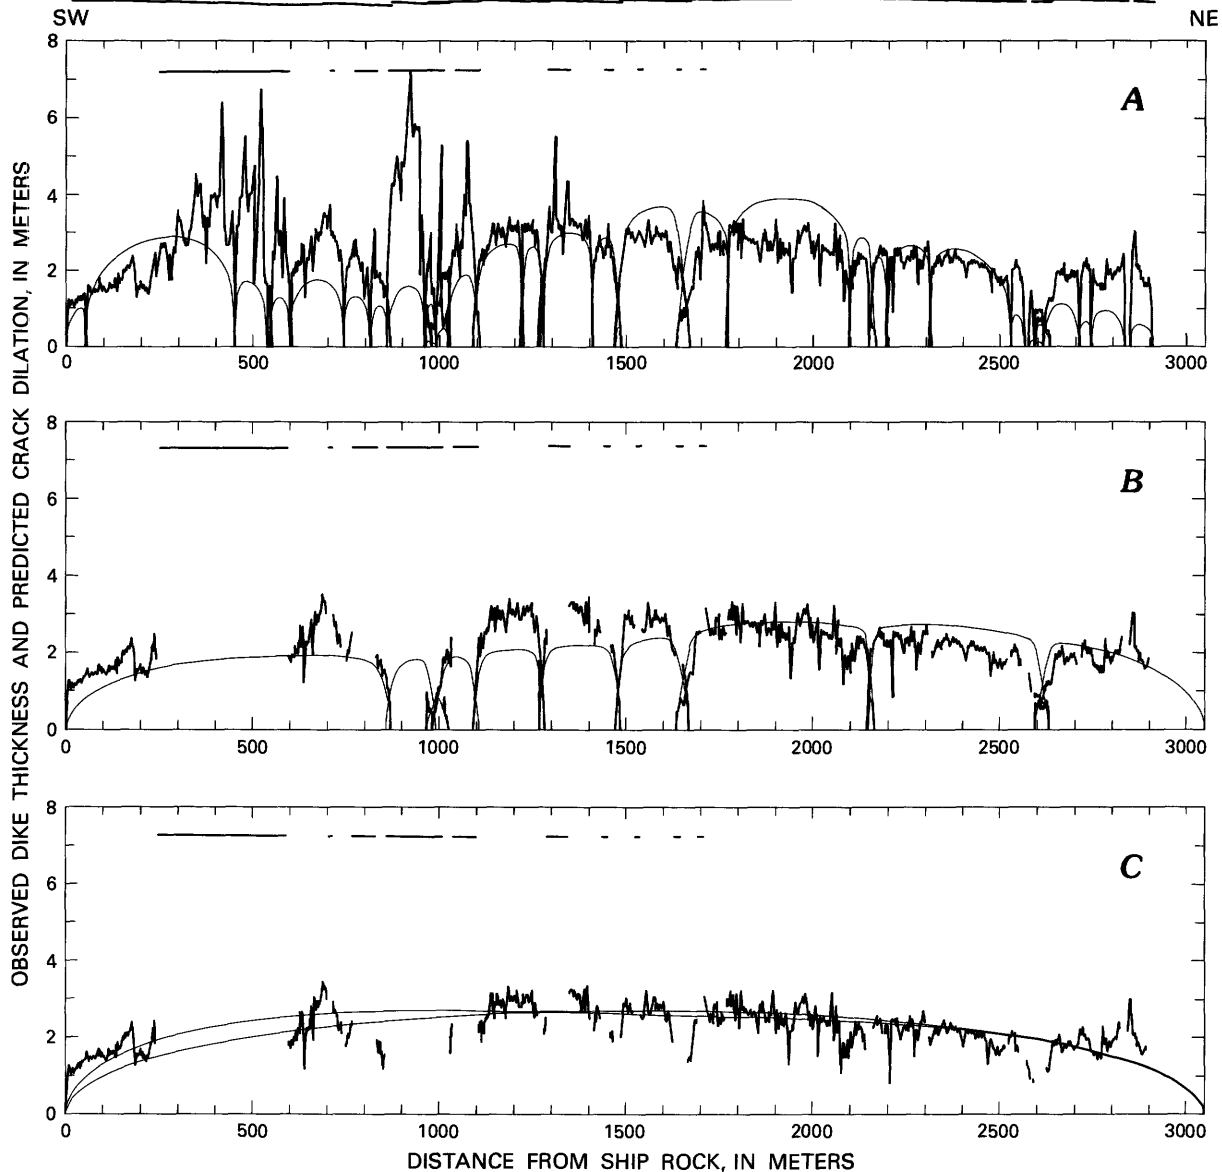 SW NE
8
6
4
2
0
A
0 500 1000 1500 2000 2500 3000
8
6
4
2
0
B
0 500 1000 1500 2000 2500 3000
8
6
4
2
0
C
0 500 1000 1500 2000 2500 3000
OBSERVED DIKE THICKNESS AND PREDICTED CRACK DILATION, IN METERS
DISTANCE FROM SHIP ROCK, IN METERS